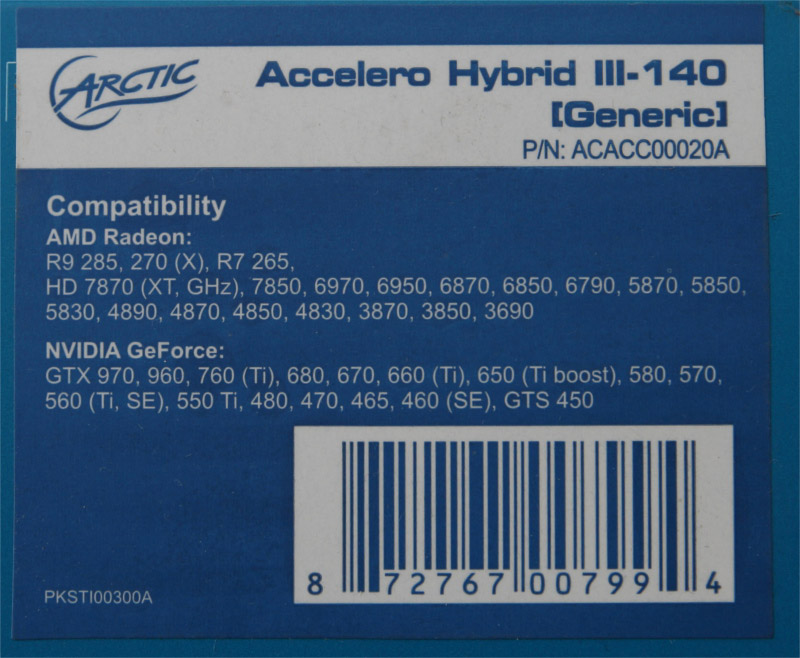 ARCTIC
Accelero Hybrid III-140
[Generic]
P/N: ACACC00020A
Compatibility
AMD Radeon:
R9 285, 270 (X), R7 265,
HD 7870 (XT, GHz), 7850, 6970, 6950, 6870, 6850, 6790, 5870, 5850,
5830, 4890, 4870, 4850, 4830, 3870, 3850, 3690
NVIDIA GeForce:
GTX 970, 960, 760 (Ti), 680, 670, 660 (Ti), 650 (Ti boost), 580, 570,
560 (Ti, SE), 550 Ti, 480, 470, 465, 460 (SE), GTS 450
8 72767 00799 4
PKSTI00300A